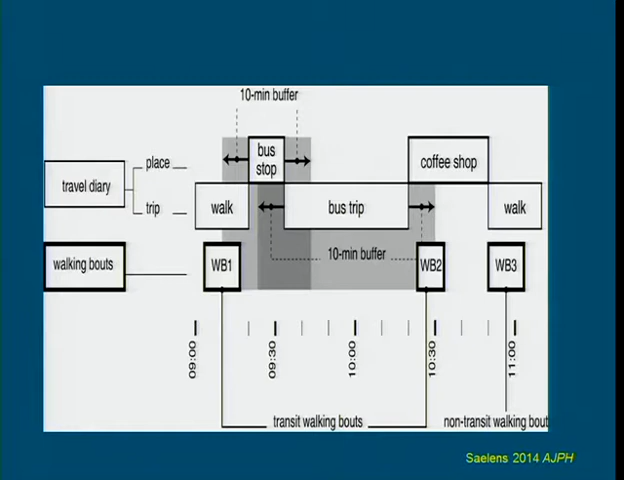 10-min buffer
bus
stop
coffee shop
place
travel diary
trip
walk
bus trip
walk
10-min buffer
walking bouts
WB1
WB2
WB3
09:00
09:30
10:00
10:30
11:00
transit walking bouts
non-transit walking bout
Saelens 2014 AJPH